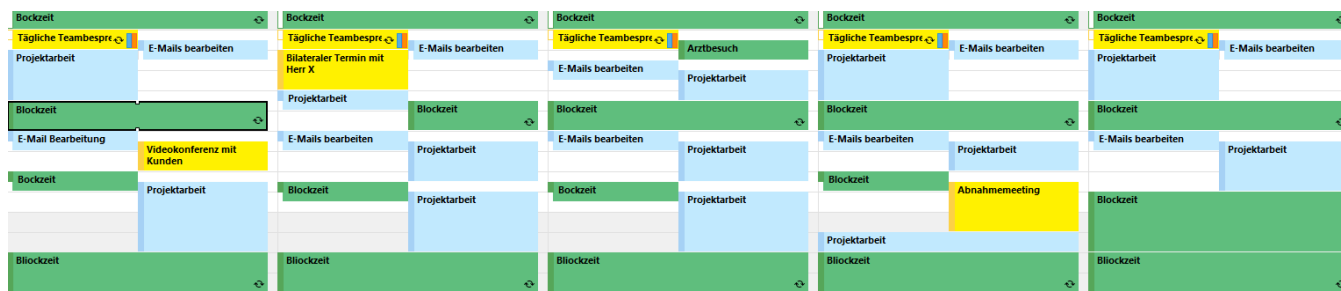 Bockzeit
Bockzeit
Bockzeit
Bockzeit
Bockzeit
Tägliche Teambespre
Tägliche Teambespre
Tägliche Teambespre
Tägliche Teambespre
Tägliche Teambespre
E-Mails bearbeiten
E-Mails bearbeiten
Arztbesuch
E-Mails bearbeiten
E-Mails bearbeiten
Projektarbeit
Bilateraler Termin mit
Herr X
E-Mails bearbeiten
Projektarbeit
Projektarbeit
Projektarbeit
Projektarbeit
Blockzeit
Blockzeit
Blockzeit
Blockzeit
Blockzeit
E-Mail Bearbeitung
E-Mails bearbeiten
E-Mails bearbeiten
E-Mails bearbeiten
E-Mails bearbeiten
Videokonferenz mit
Kunden
Projektarbeit
Projektarbeit
Projektarbeit
Projektarbeit
Bockzeit
Projektarbeit
Blockzeit
Projektarbeit
Bockzeit
Projektarbeit
Blockzeit
Abnahmemeeting
Blockzeit
Projektarbeit
Bliockzeit
Bliockzeit
Bliockzeit
Bliockzeit
Bliockzeit